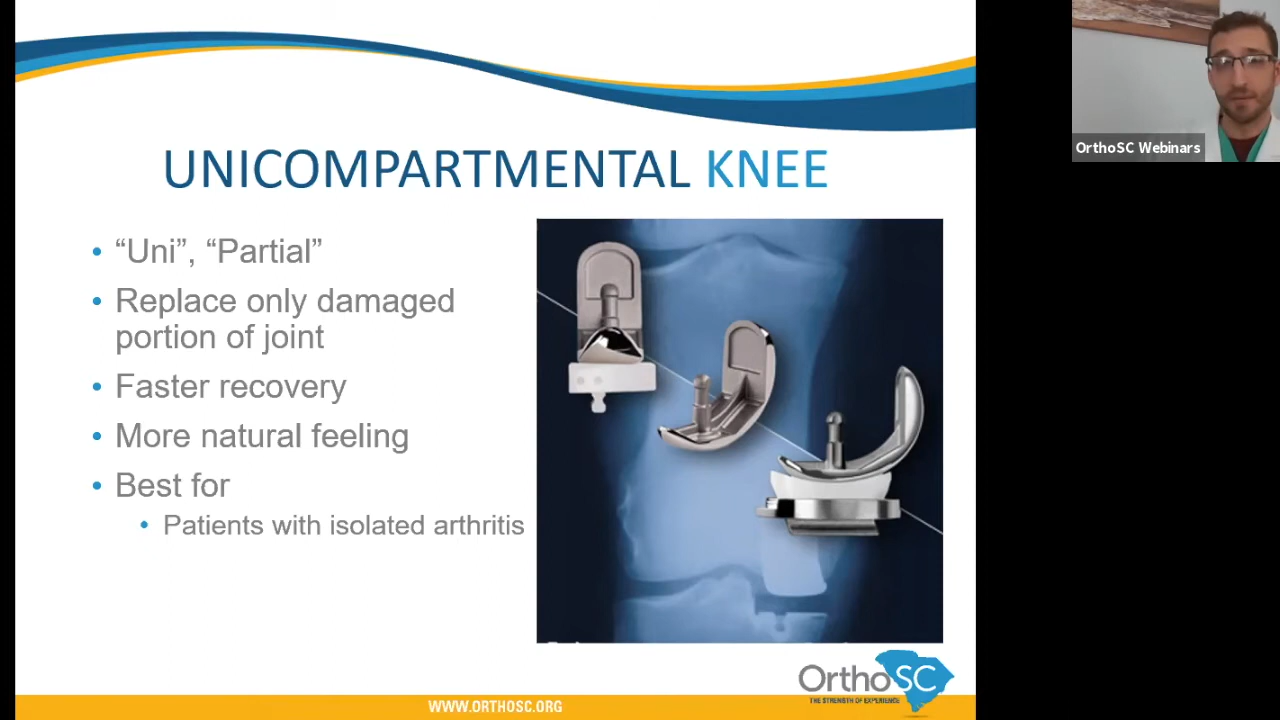 OrthoSC Webinars
UNICOMPARTMENTAL KNEE
• “Uni”, “Partial”
• Replace only damaged
portion of joint
• Faster recovery
• More natural feeling
• Best for
• Patients with isolated arthritis
OrthoSC
THE STRENGTH OF EXPERIENCE
WWW.ORTHOSC.ORG